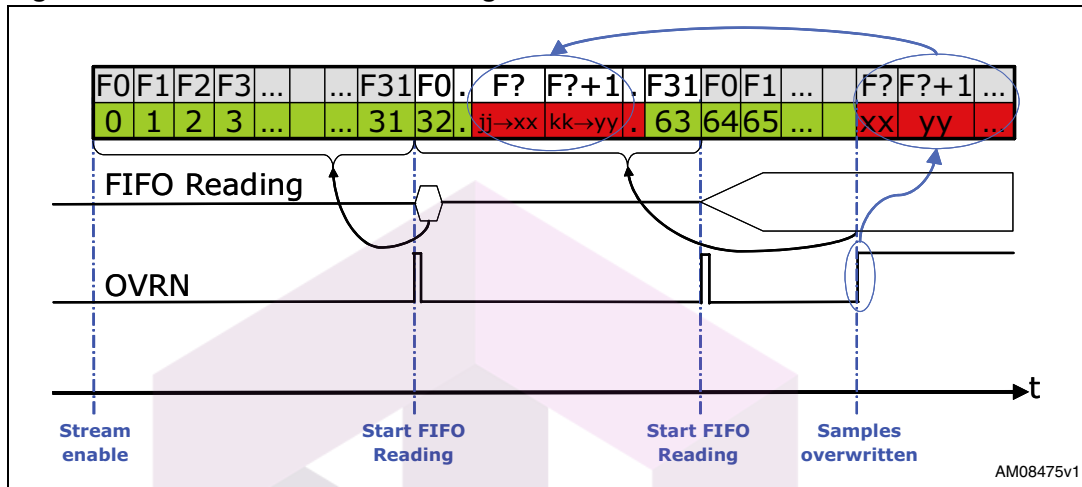 F0 F1 F2 F3 ... ... F31 F0 . F? F?+1 . F31 F0 F1 ... F? F?+1 ...
0 1 2 3 ... ... 31 32 . jj→xx kk→yy . 63 64 65 ... xx yy ...
FIFO Reading
OVRN
t
Stream enable
Start FIFO Reading
Start FIFO Reading
Samples overwritten
AM08475v1